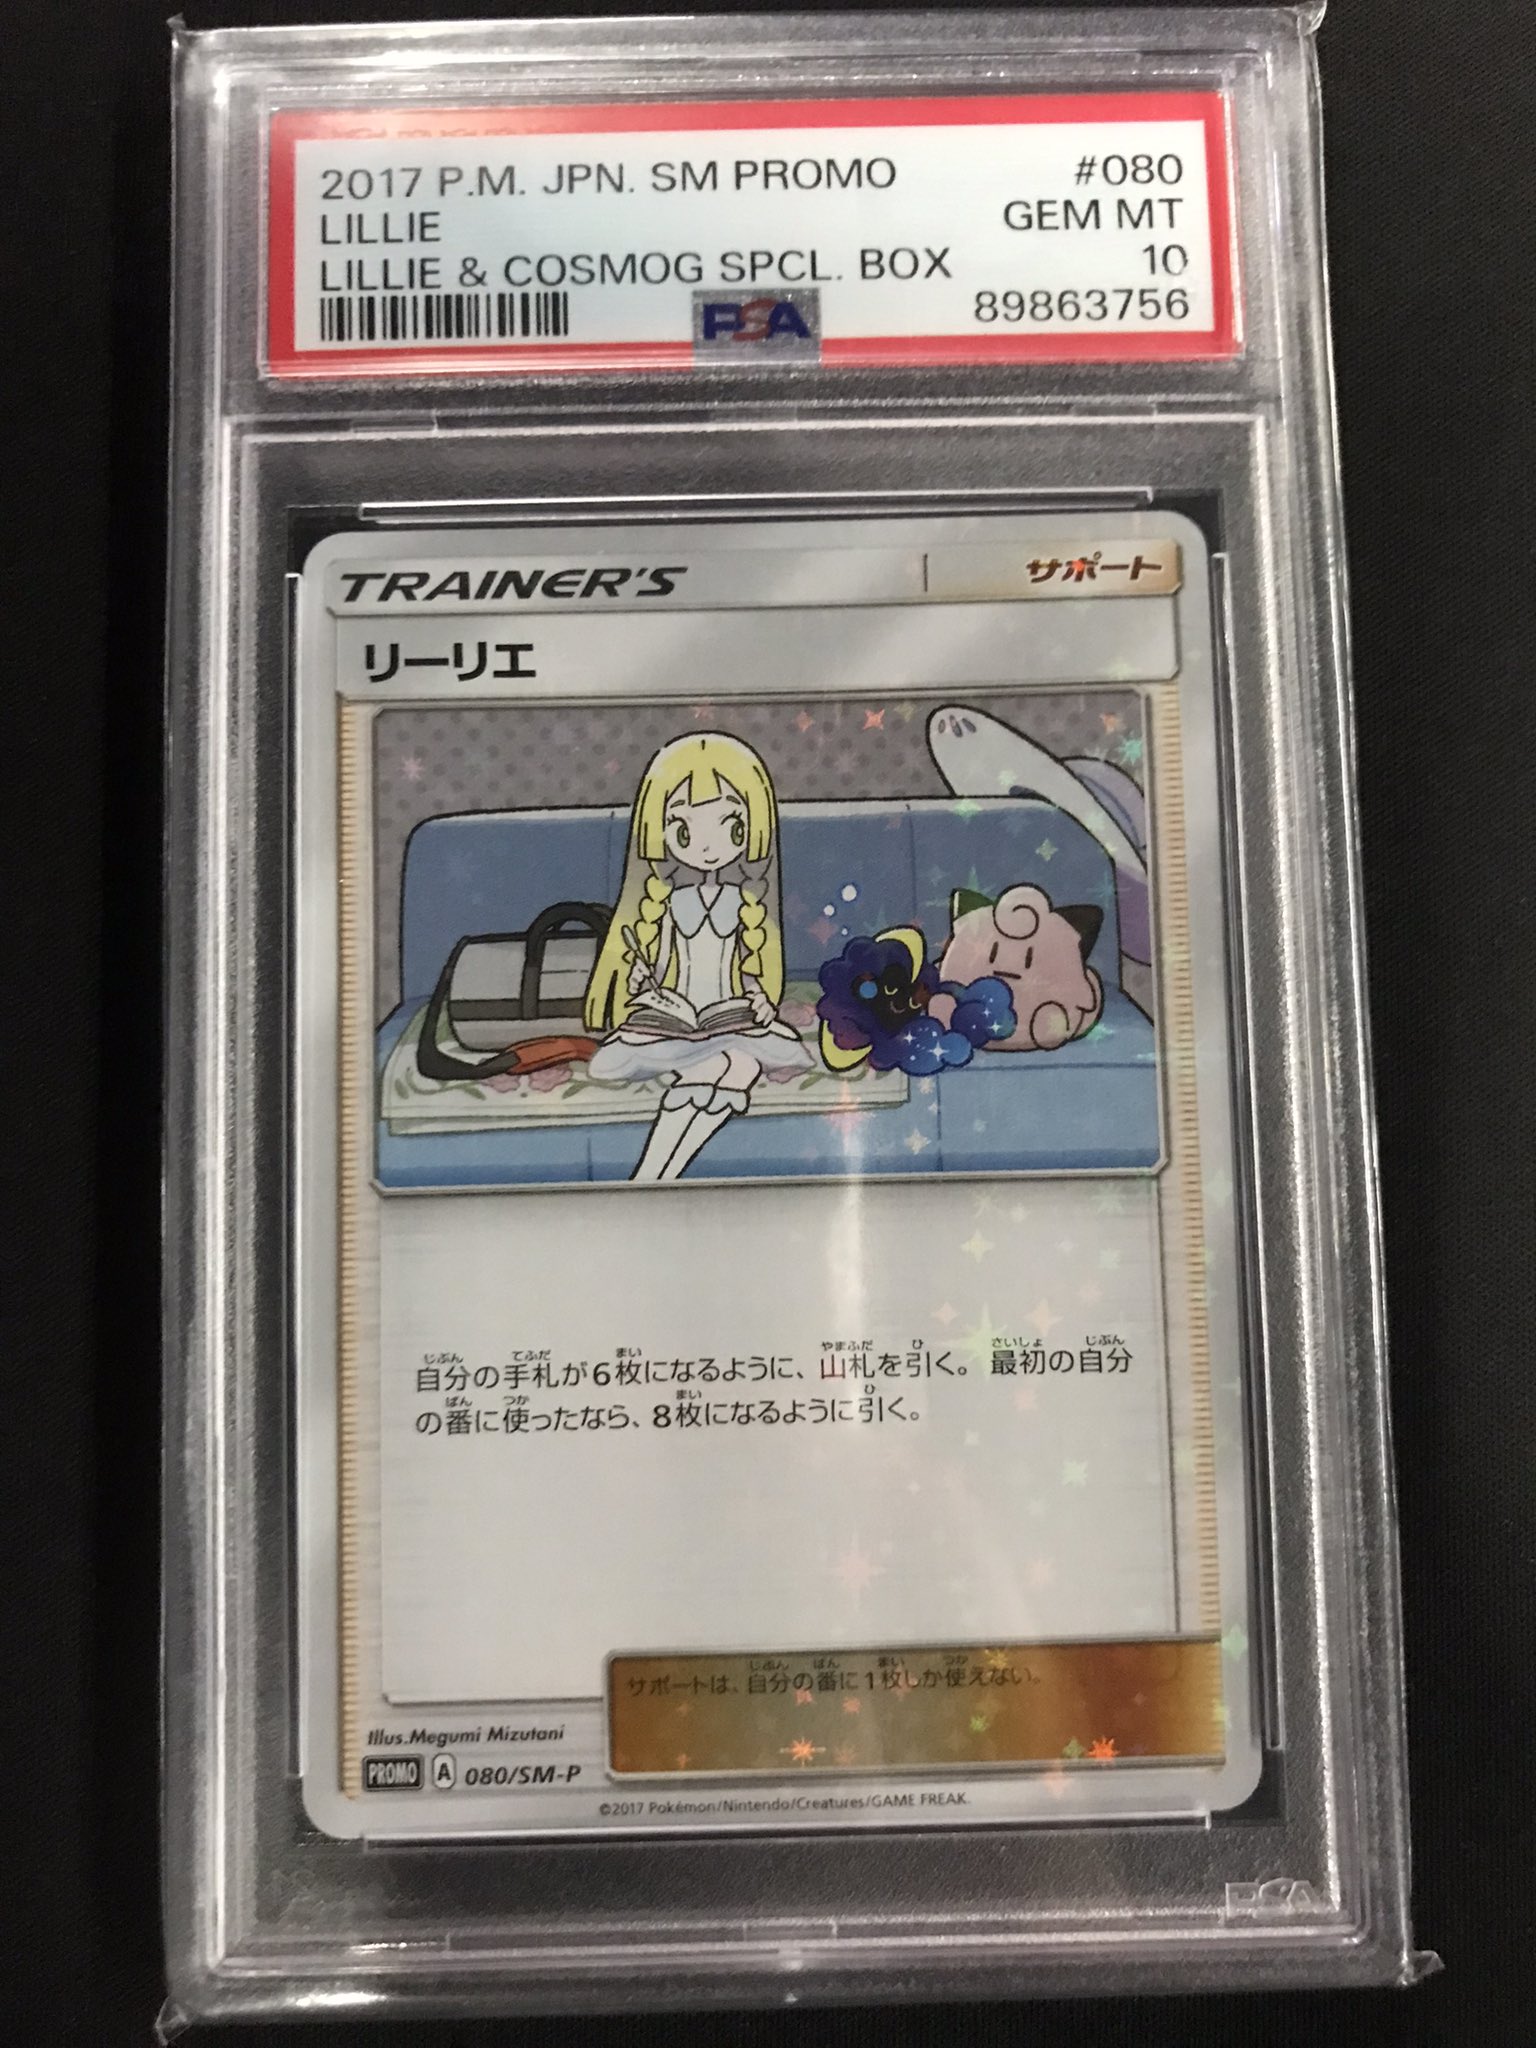 2017 P.M. JPN. SM PROMO #080
LILLIE GEM MT
LILLIE & COSMOG SPCL. BOX 10
PSA 89863756
TRAINER'S サポート
リーリエ
自分の手札が6枚になるように、山札を引く。最初の自分
の番に使ったなら、8枚になるように引く。
サポートは、自分の番に1枚しか使えない。
Illus.Megumi Mizutani
PROMO A 080/SM-P
©2017 Pokémon/Nintendo/Creatures/GAME FREAK.
PSA